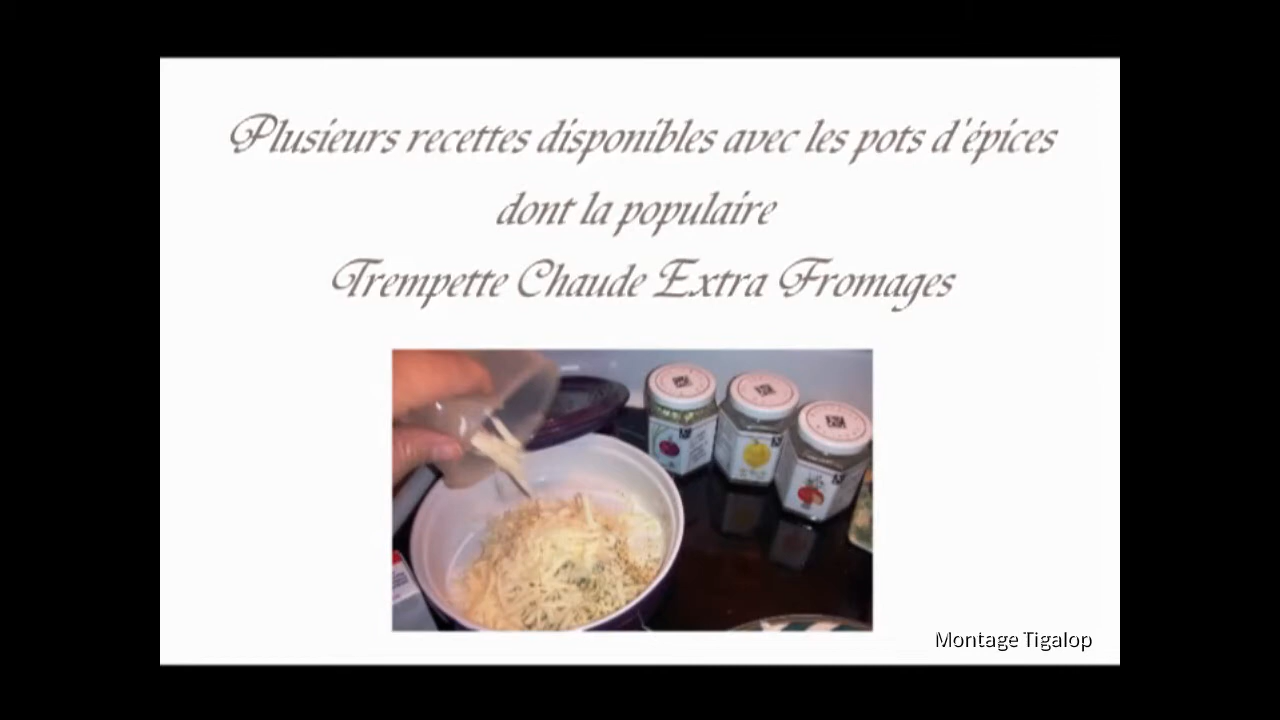 Plusieurs recettes disponibles avec les pots d'épices
dont la populaire
Trempette Chaude Extra Fromages
Montage Tigalop